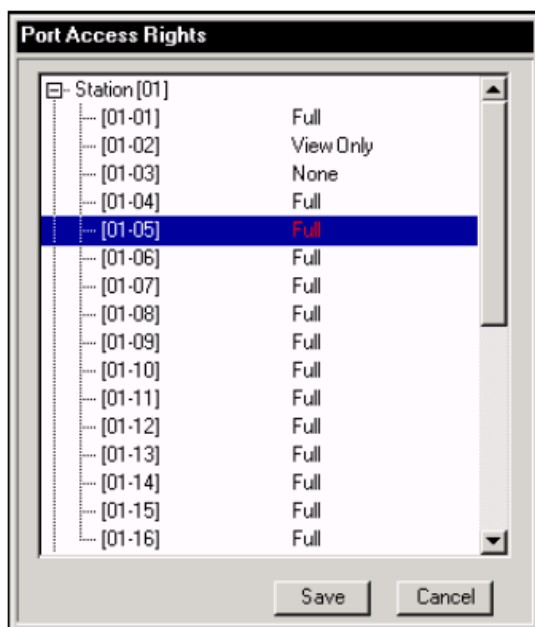 Port Access Rights
Station [01]
[01-01] Full
[01-02] View Only
[01-03] None
[01-04] Full
[01-05] Full
[01-06] Full
[01-07] Full
[01-08] Full
[01-09] Full
[01-10] Full
[01-11] Full
[01-12] Full
[01-13] Full
[01-14] Full
[01-15] Full
[01-16] Full
Save Cancel